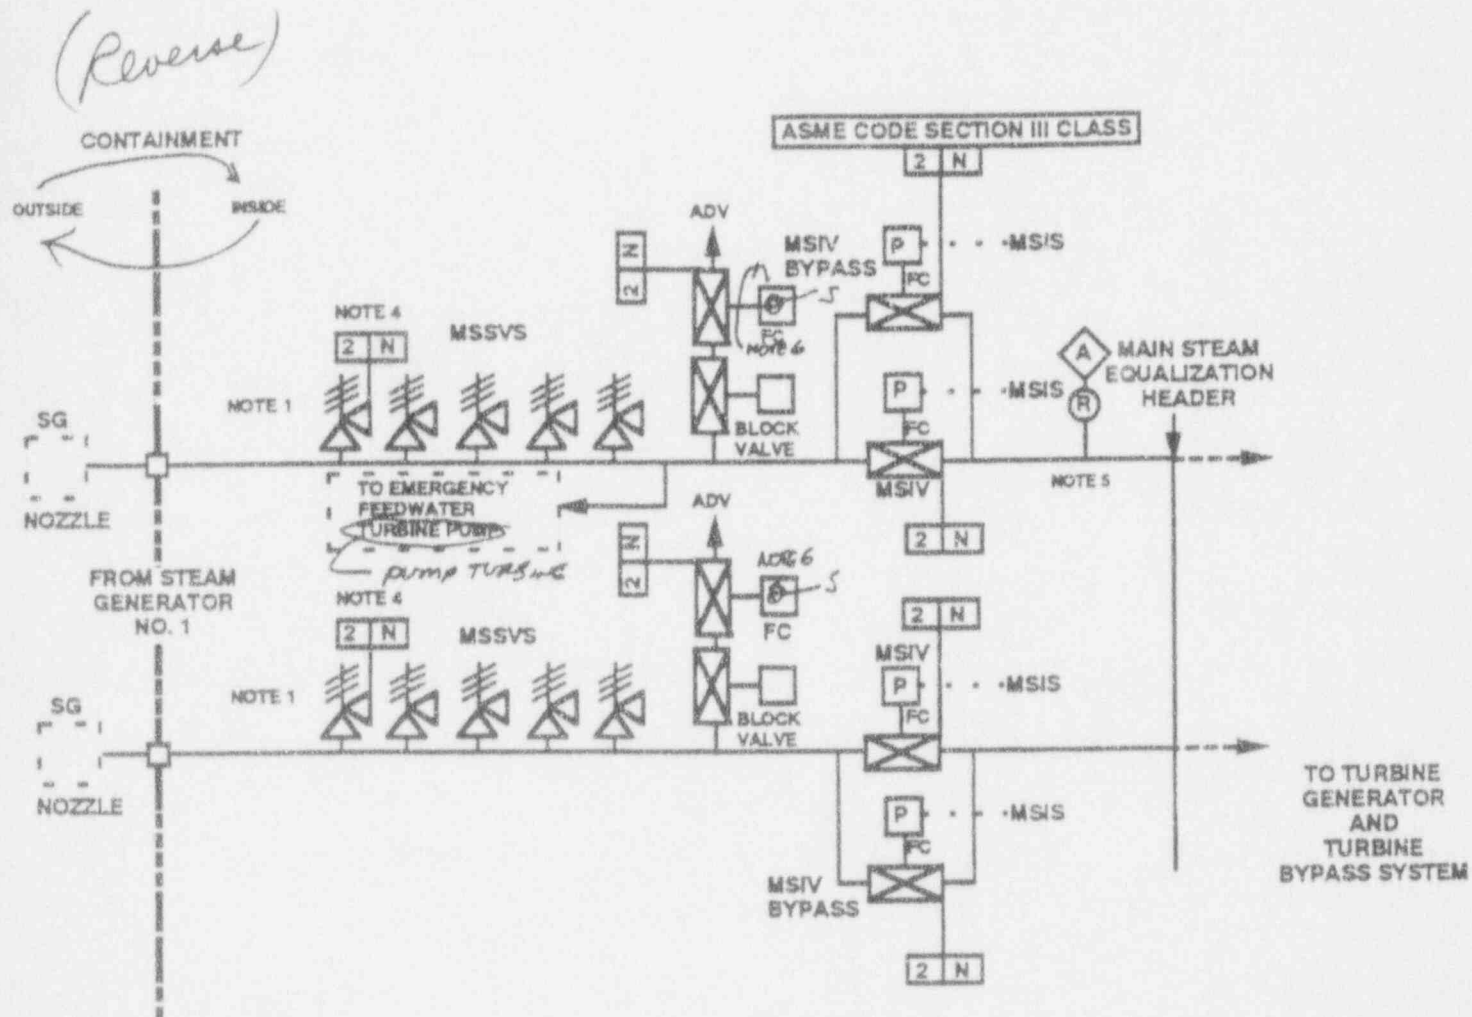 (Reverse)
CONTAINMENT
OUTSIDE
INSIDE
ASME CODE SECTION III CLASS
2 N
ADV
2 N
MSIV
BYPASS
P
MSIS
FC
S
FC
NOTE 6
NOTE 4
2 N
MSSVS
NOTE 1
BLOCK
VALVE
P
MSIS
FC
MSIV
2 N
A
R
MAIN STEAM
EQUALIZATION
HEADER
NOTE 5
SG
NOZZLE
TO EMERGENCY
FEEDWATER
TURBINE PUMP
PUMP TURBINE
FROM STEAM
GENERATOR
NO. 1
ADV
2 N
NOTE 6
S
FC
NOTE 4
2 N
MSSVS
NOTE 1
BLOCK
VALVE
2 N
MSIV
P
MSIS
FC
SG
NOZZLE
P
MSIS
FC
MSIV
BYPASS
2 N
TO TURBINE
GENERATOR
AND
TURBINE
BYPASS SYSTEM